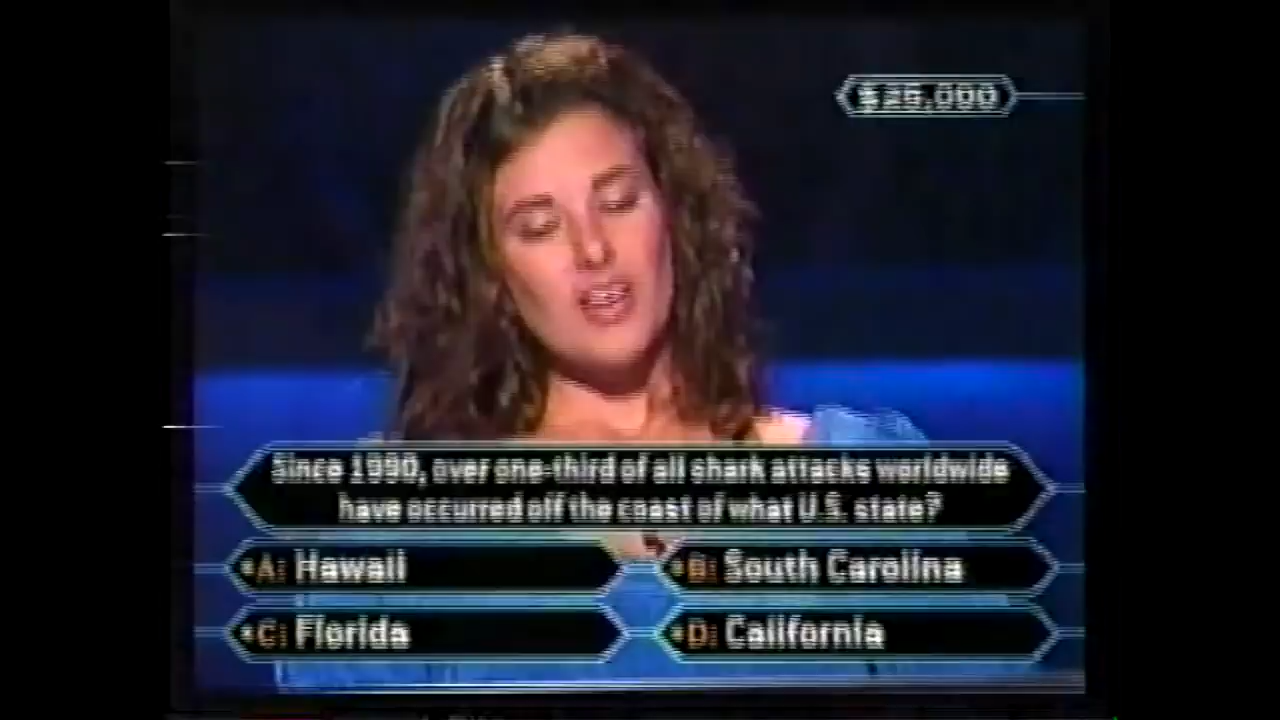 $25,000
Since 1990, over one-third of all shark attacks worldwide
have occurred off the coast of what U.S. state?
A: Hawaii
B: South Carolina
C: Florida
D: California